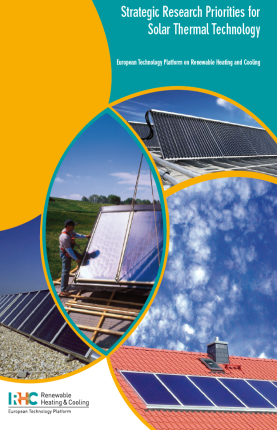 Strategic Research Priorities for
Solar Thermal Technology
European Technology Platform on Renewable Heating and Cooling
RHC Renewable
Heating & Cooling
European Technology Platform